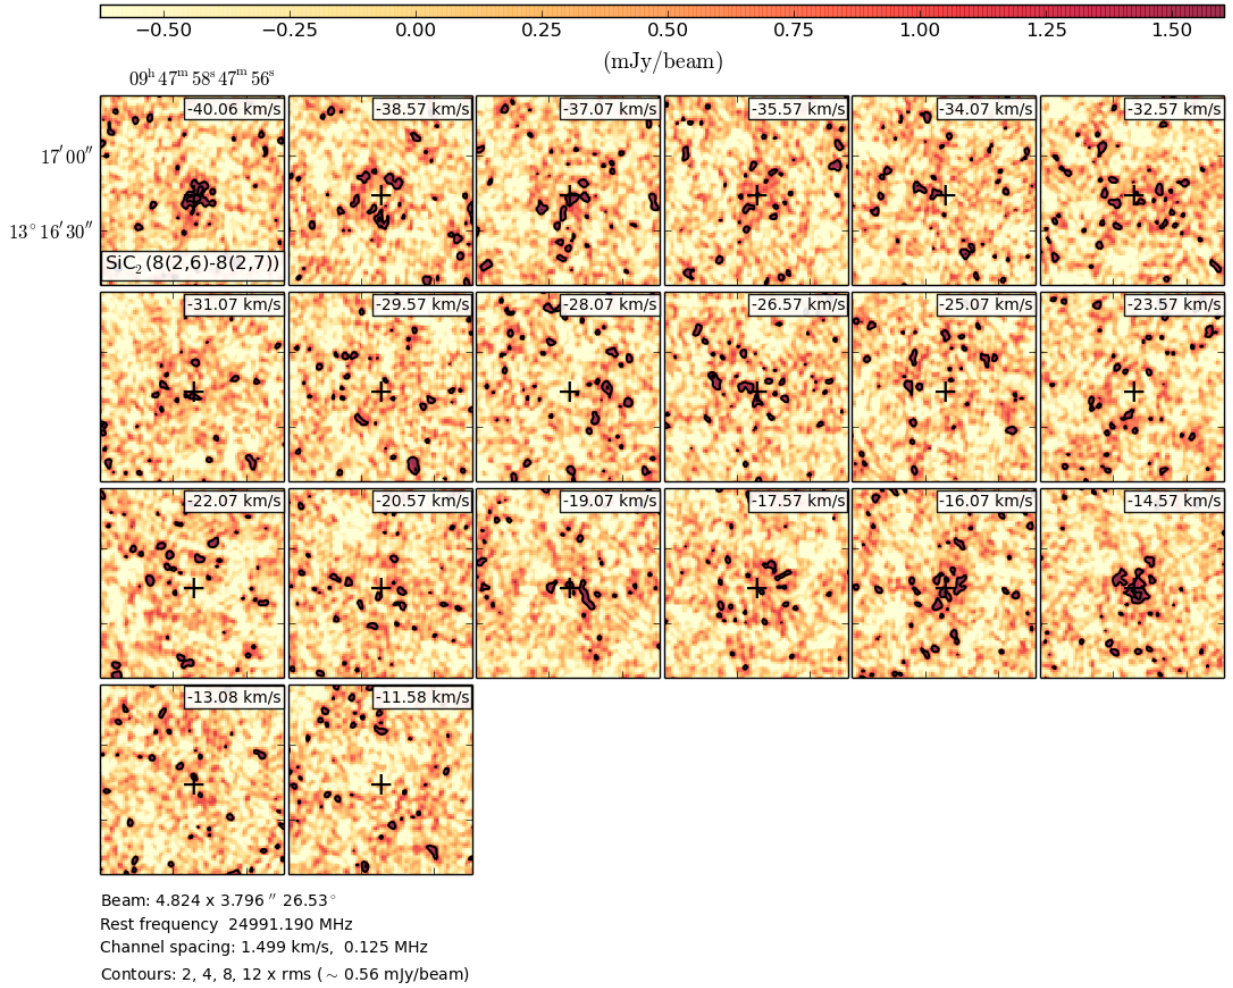 −0.50 −0.25 0.00 0.25 0.50 0.75 1.00 1.25 1.50
(mJy/beam)
09ʰ 47ᵐ 58ˢ 47ᵐ 56ˢ
-40.06 km/s -38.57 km/s -37.07 km/s -35.57 km/s -34.07 km/s -32.57 km/s
17′00″
13° 16′30″
SiC₂ (8(2,6)-8(2,7))
-31.07 km/s -29.57 km/s -28.07 km/s -26.57 km/s -25.07 km/s -23.57 km/s
-22.07 km/s -20.57 km/s -19.07 km/s -17.57 km/s -16.07 km/s -14.57 km/s
-13.08 km/s -11.58 km/s
Beam: 4.824 x 3.796 ″ 26.53°
Rest frequency 24991.190 MHz
Channel spacing: 1.499 km/s, 0.125 MHz
Contours: 2, 4, 8, 12 x rms (∼ 0.56 mJy/beam)